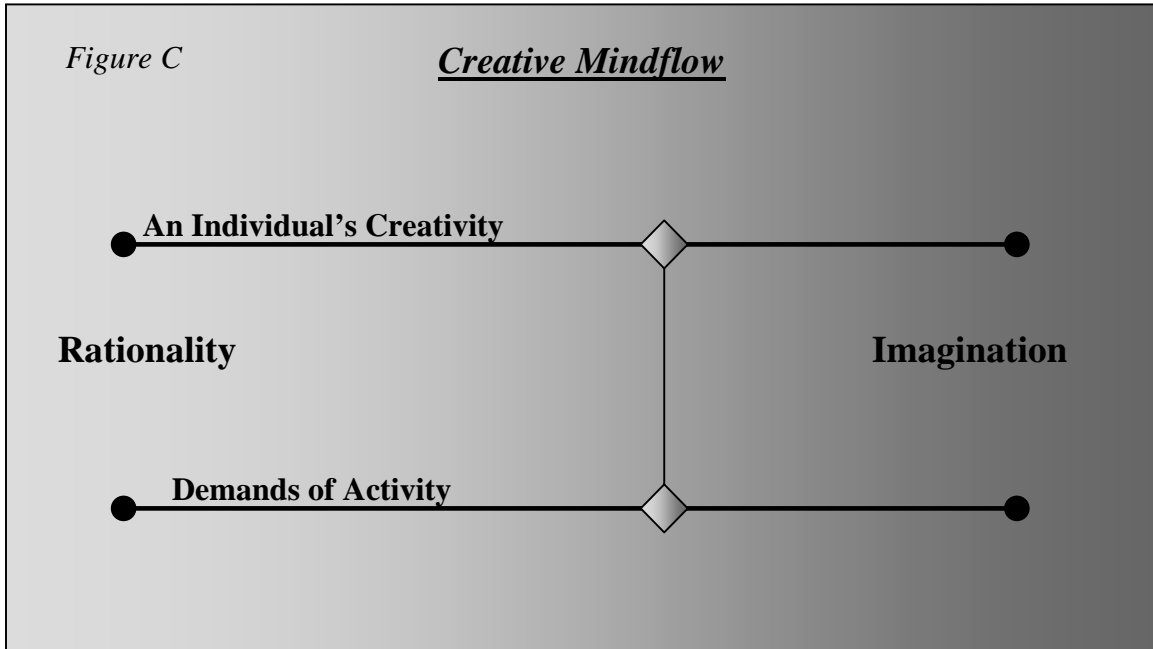 Figure C
Creative Mindflow
An Individual's Creativity
Rationality
Imagination
Demands of Activity